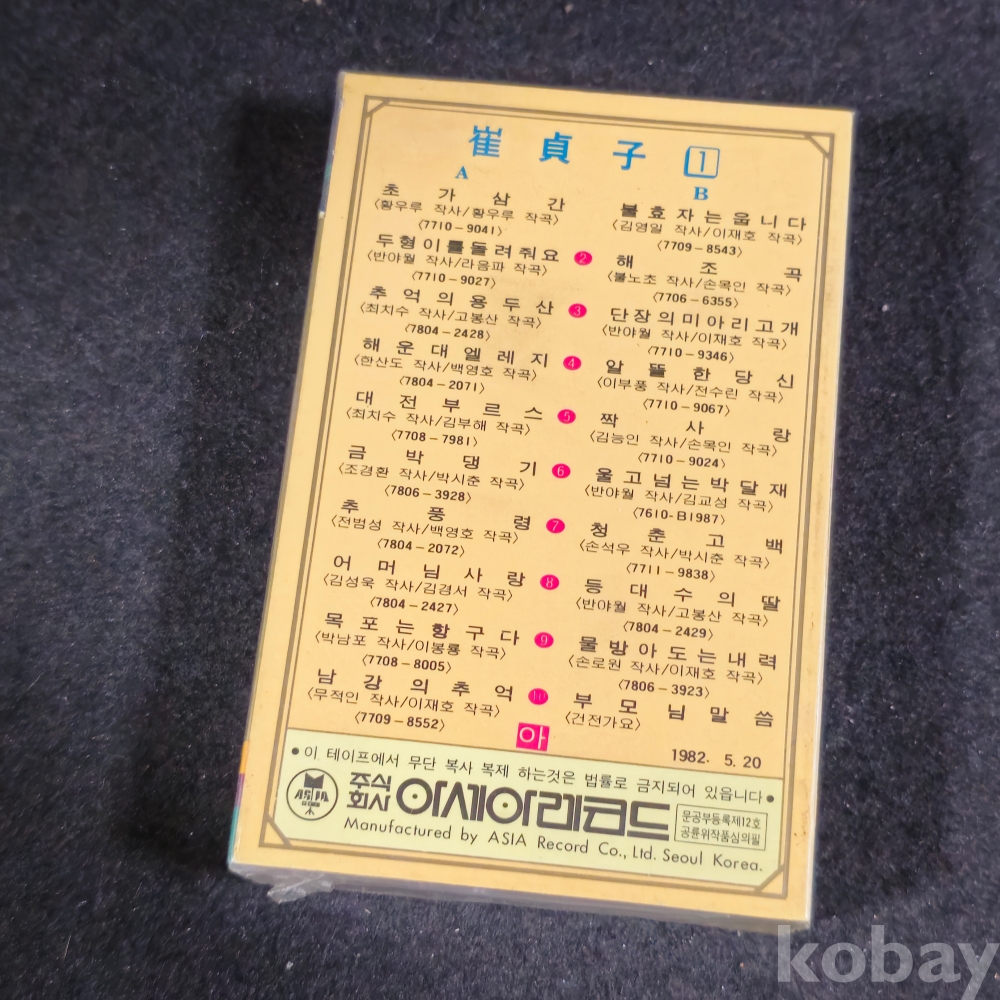 崔貞子 1
A
초가삼간
〈황우루 작사/황우루 작곡〉
〈7710-9041〉
두형이를돌려줘요
〈반야월 작사/라음파 작곡〉
〈7710-9027〉
추억의용두산
〈최치수 작사/고봉산 작곡〉
〈7804-2428〉
해운대엘레지
〈한산도 작사/백영호 작곡〉
〈7804-2071〉
대전부르스
〈최치수 작사/김부해 작곡〉
〈7708-7981〉
금박댕기
〈조경환 작사/박시춘 작곡〉
〈7806-3928〉
추풍령
〈전범성 작사/백영호 작곡〉
〈7804-2072〉
어머님사랑
〈김성욱 작사/김경서 작곡〉
〈7804-2427〉
목포는항구다
〈박남포 작사/이봉룡 작곡〉
〈7708-8005〉
남강의추억
〈무적인 작사/이재호 작곡〉
〈7709-8552〉
2
3
4
5
6
7
8
9
10
B
불효자는웁니다
〈김영일 작사/이재호 작곡〉
〈7709-8543〉
해조곡
〈불노초 작사/손목인 작곡〉
〈7706-6355〉
단장의미아리고개
〈반야월 작사/이재호 작곡〉
〈7710-9346〉
알뜰한당신
〈이부풍 작사/전수린 작곡〉
〈7710-9067〉
짝사랑
〈김능인 작사/손목인 작곡〉
〈7710-9024〉
울고넘는박달재
〈반야월 작사/김교성 작곡〉
〈7610-B1987〉
청춘고백
〈손석우 작사/박시춘 작곡〉
〈7711-9838〉
등대수의딸
〈반야월 작사/고봉산 작곡〉
〈7804-2429〉
물방아도는내력
〈손로원 작사/이재호 작곡〉
〈7806-3923〉
부모님말씀
〈건전가요〉
아
1982. 5. 20
●이 테이프에서 무단 복사 복제 하는것은 법률로 금지되어 있읍니다●
ASIA
주식회사 아세아레코드
문공부등록제12호
공륜위작품심의필
Manufactured by ASIA Record Co., Ltd. Seoul Korea.
kobay